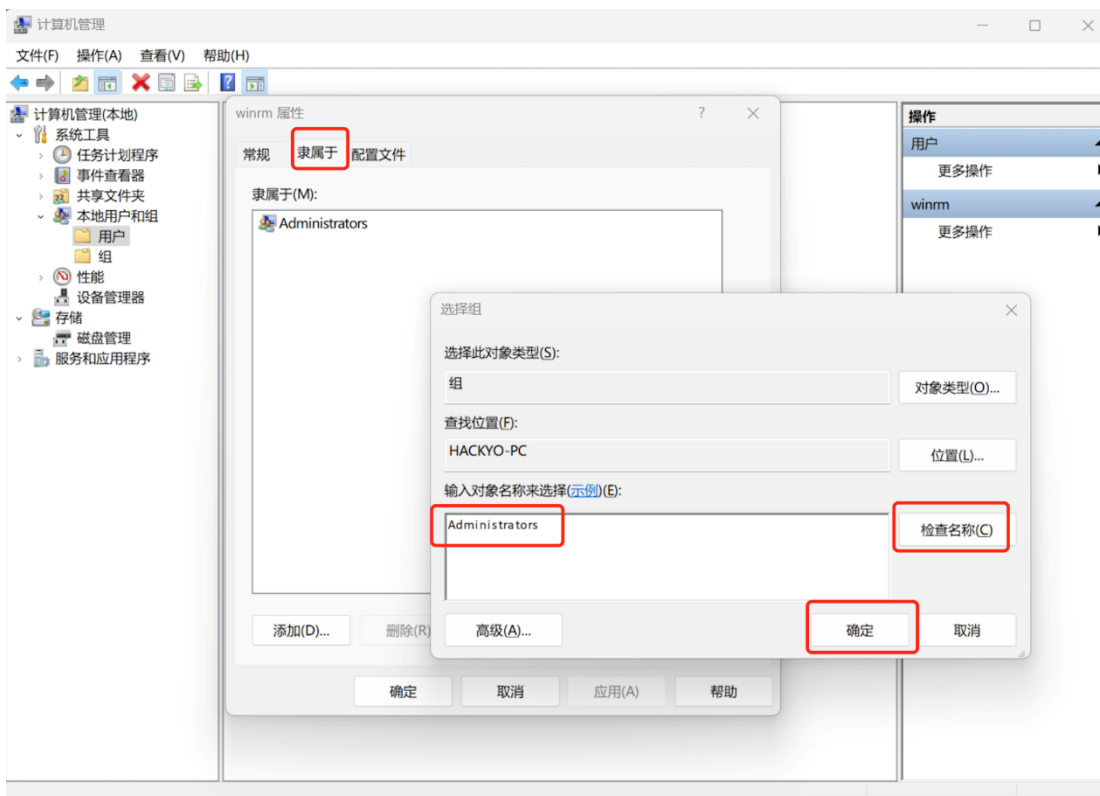 计算机管理
文件(F) 操作(A) 查看(V) 帮助(H)
计算机管理(本地)
系统工具
任务计划程序
事件查看器
共享文件夹
本地用户和组
用户
组
性能
设备管理器
存储
磁盘管理
服务和应用程序
winrm 属性
常规 隶属于 配置文件
隶属于(M):
Administrators
添加(D)... 删除(R)
确定 取消 应用(A) 帮助
选择组
选择此对象类型(S):
组 对象类型(O)...
查找位置(F):
HACKYO-PC 位置(L)...
输入对象名称来选择(示例)(E):
Administrators 检查名称(C)
高级(A)... 确定 取消
操作
用户
更多操作
winrm
更多操作